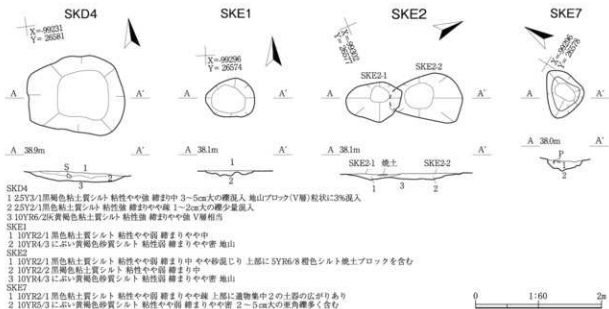 SKD4
SKE1
SKE2
SKE7
X=-99231
Y= 26581
X=-99296
Y= 26574
X=-99302
Y= 26577
X=-99296
Y= 26578
SKE2-1
SKE2-2
A A'
A A'
A A'
A A'
A 38.9m A'
A 38.1m A'
A 38.1m A'
A 38.0m A'
S 1
2
3
1
2
SKE2-1 焼土 SKE2-2
1 3 2
P
1
2
SKD4
1 2.5Y3/1黒褐色粘土質シルト 粘性やや強 締まり中 3~5cm大の礫混入 地山ブロック(V層)粒状に3%混入
2 2.5Y2/1黒色粘土質シルト 粘性強 締まりやや疎 1~2cm大の礫少量混入
3 10YR6/2灰黄褐色粘土質シルト 粘性強 締まりやや強 V層相当
SKE1
1 10YR2/1黒色粘土質シルト 粘性やや弱 締まりやや中
2 10YR4/3にぶい黄褐色砂質シルト 粘性弱 締まりやや密 地山
SKE2
1 10YR2/1黒色粘土質シルト 粘性やや弱 締まり中 やや砂混じり 上部に5YR6/8橙色シルト焼土ブロックを含む
2 10YR2/2黒褐色粘土質シルト 粘性やや弱 締まり中
3 10YR4/3にぶい黄褐色砂質シルト 粘性やや弱 締まりやや密 地山
SKE7
1 10YR2/1黒色粘土質シルト 粘性やや弱 締まりやや疎 上部に遺物集中2の土器の広がりあり
2 10YR5/3にぶい黄褐色砂質シルト 粘性やや弱 締まりやや密 2~5cm大の亜角礫多く含む
0 1:60 2m